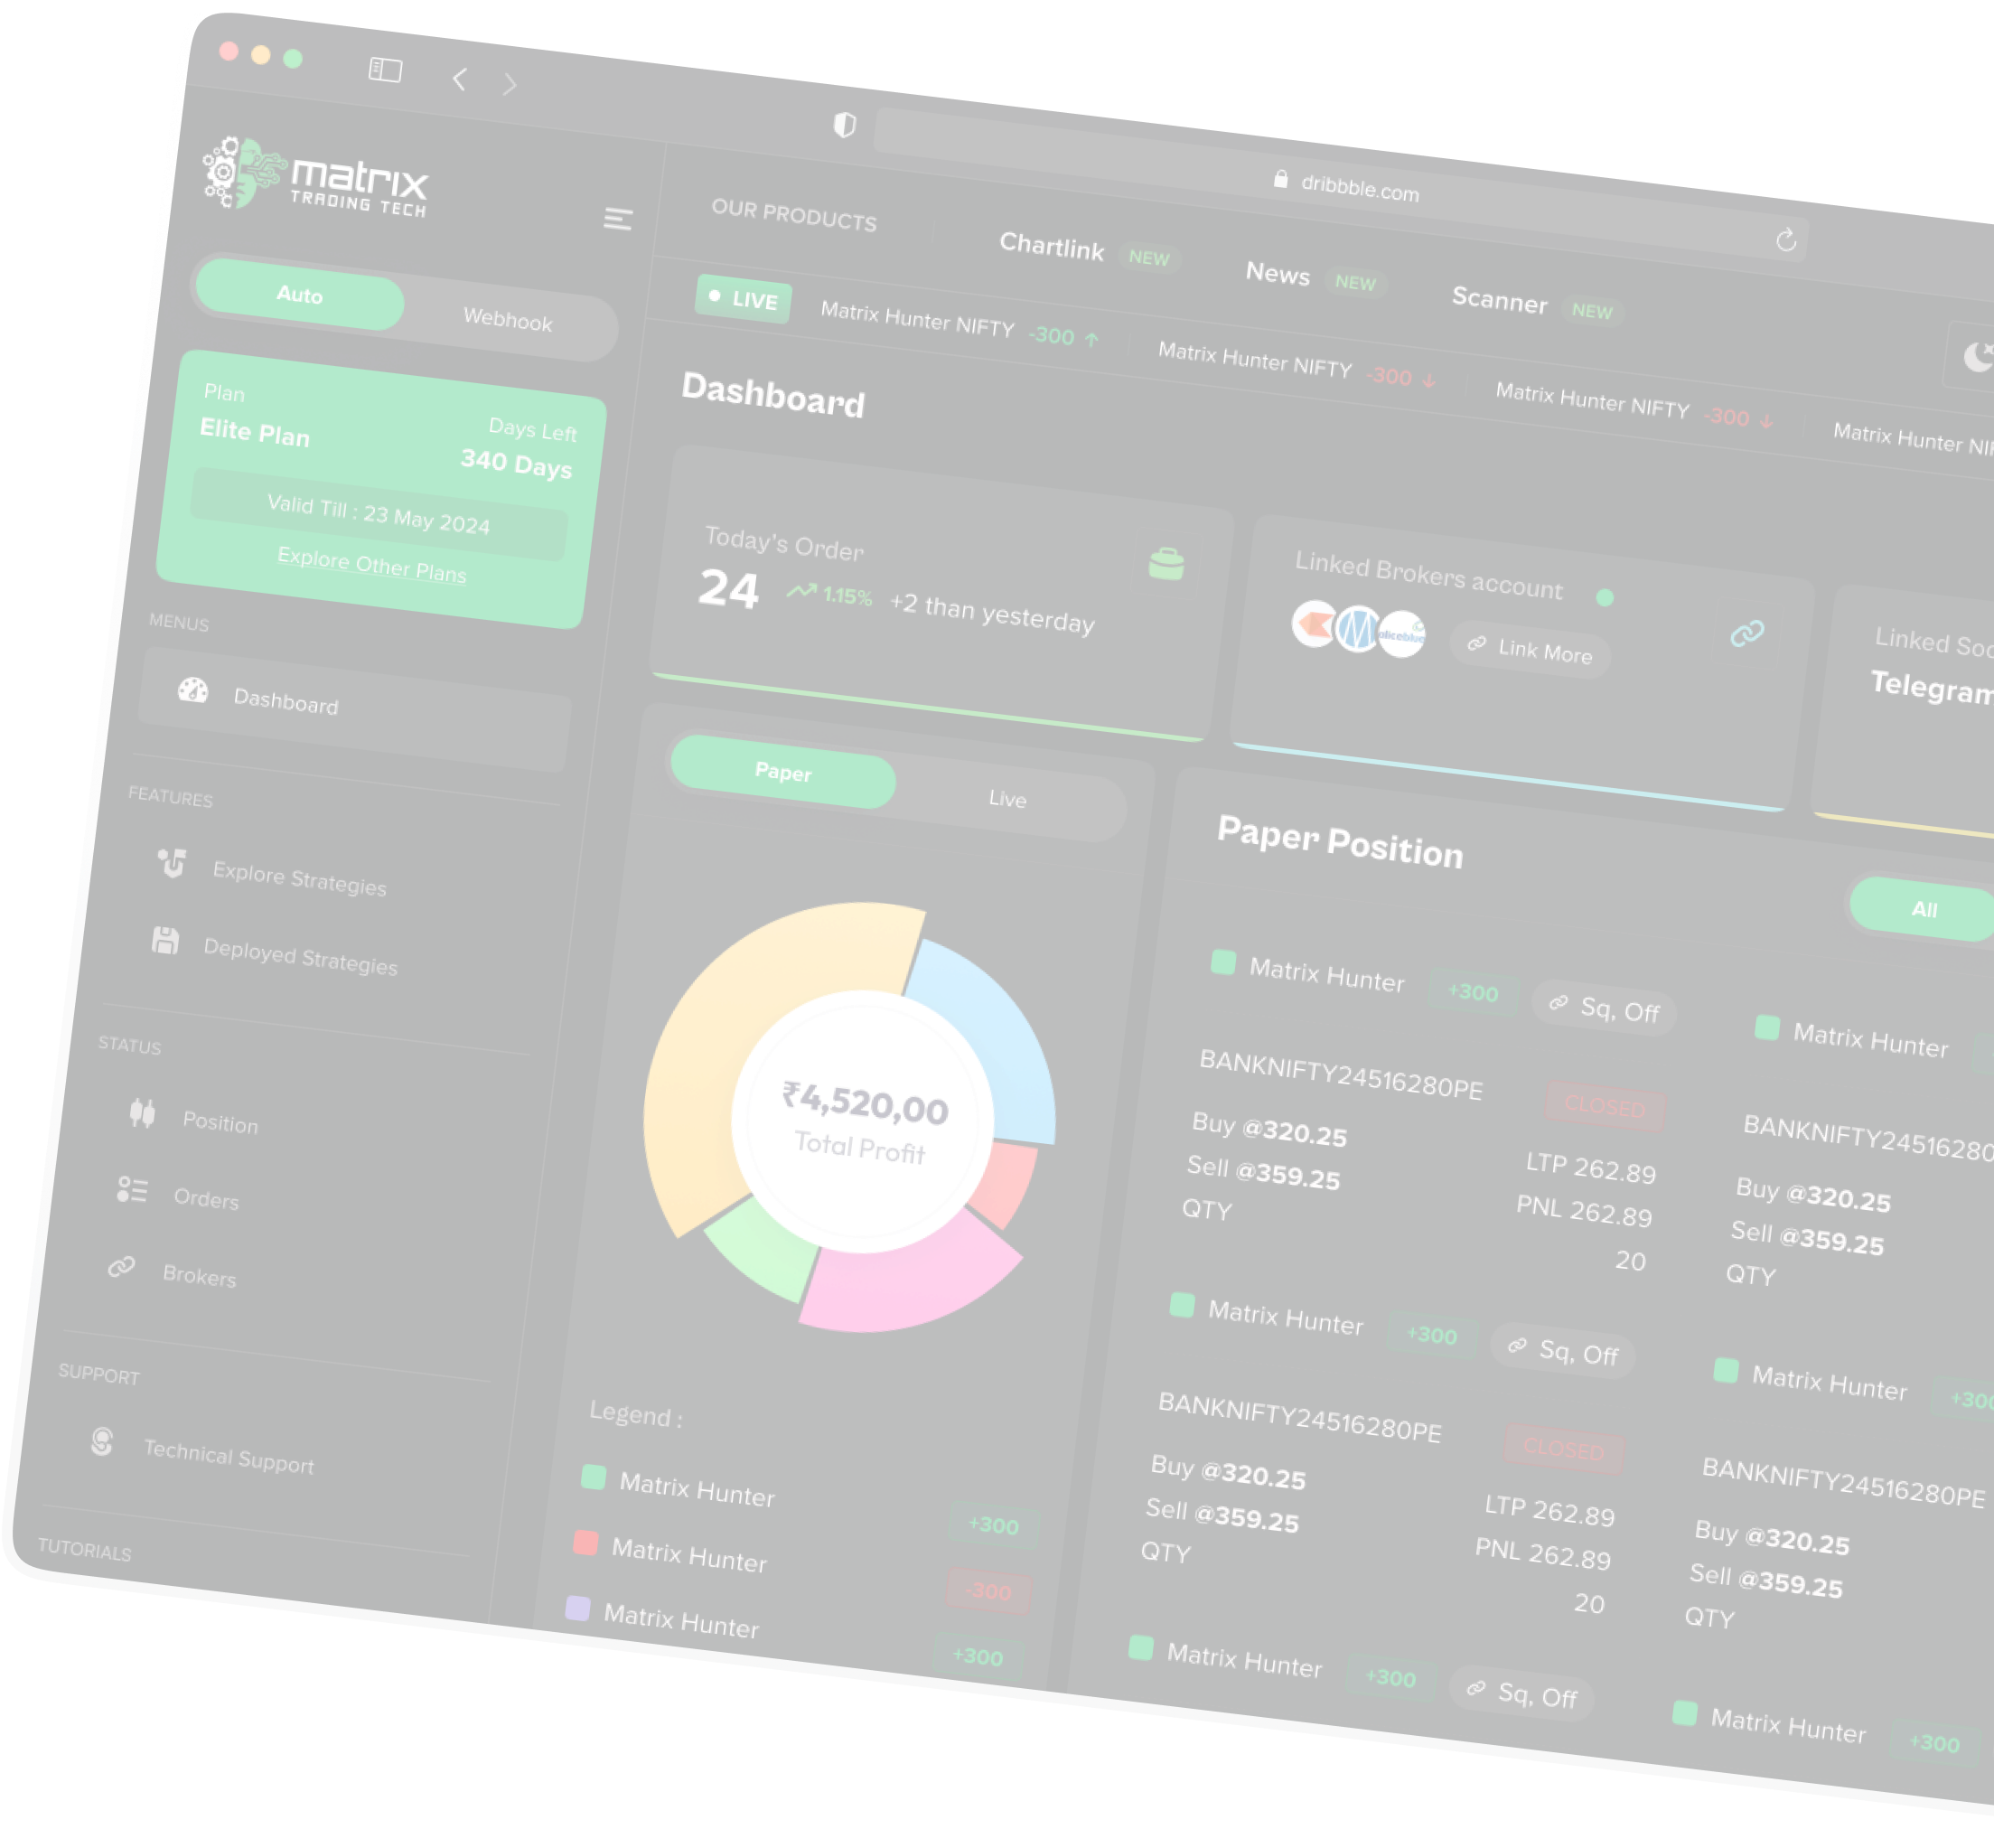 dribbble.com
matrix
TRADING TECH
Auto
Webhook
Plan
Days Left
Elite Plan
340 Days
Valid Till : 23 May 2024
Explore Other Plans
MENUS
Dashboard
FEATURES
Explore Strategies
Deployed Strategies
STATUS
Position
Orders
Brokers
SUPPORT
Technical Support
TUTORIALS
OUR PRODUCTS
Chartlink NEW
News NEW
Scanner NEW
LIVE
Matrix Hunter NIFTY -300
Matrix Hunter NIFTY -300
Matrix Hunter NIFTY -300
Matrix Hunter
Dashboard
Today's Order
24 1.15% +2 than yesterday
Linked Brokers account
aliceblue
Link More
Linked
Telegram
Paper
Live
₹4,520,00
Total Profit
Legend :
Matrix Hunter +300
Matrix Hunter -300
Matrix Hunter +300
Paper Position
All
Matrix Hunter +300 Sq, Off
BANKNIFTY24516280PE CLOSED
Buy @320.25 LTP 262.89
Sell @359.25 PNL 262.89
QTY 20
Matrix Hunter
BANKNIFTY24516280
Buy @320.25
Sell @359.25
QTY
Matrix Hunter +300 Sq, Off
BANKNIFTY24516280PE CLOSED
Buy @320.25 LTP 262.89
Sell @359.25 PNL 262.89
QTY 20
Matrix Hunter +300
BANKNIFTY24516280PE
Buy @320.25
Sell @359.25
QTY
Matrix Hunter +300 Sq, Off
Matrix Hunter +300